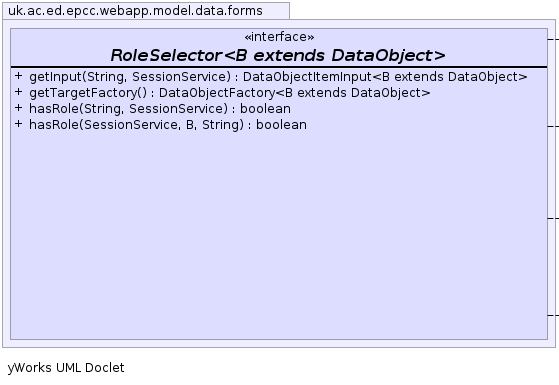 uk.ac.ed.epcc.webapp.model.data.forms
«interface»
RoleSelector<B extends DataObject>
+ getInput(String, SessionService) : DataObjectItemInput<B extends DataObject>
+ getTargetFactory() : DataObjectFactory<B extends DataObject>
+ hasRole(String, SessionService) : boolean
+ hasRole(SessionService, B, String) : boolean
yWorks UML Doclet